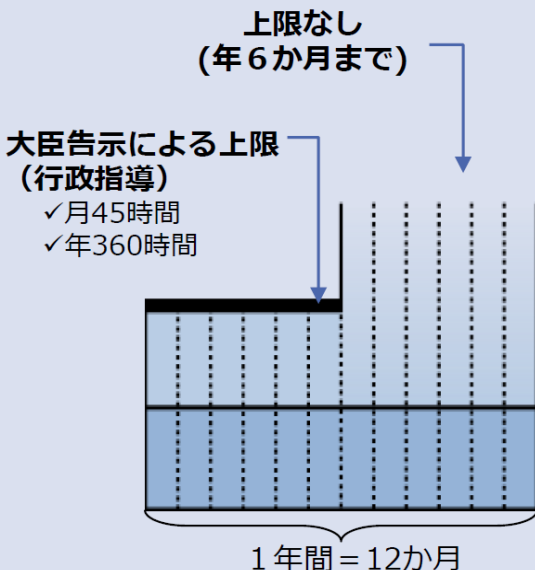 上限なし
(年６か月まで)
大臣告示による上限
（行政指導）
✓月45時間
✓年360時間
１年間＝12か月